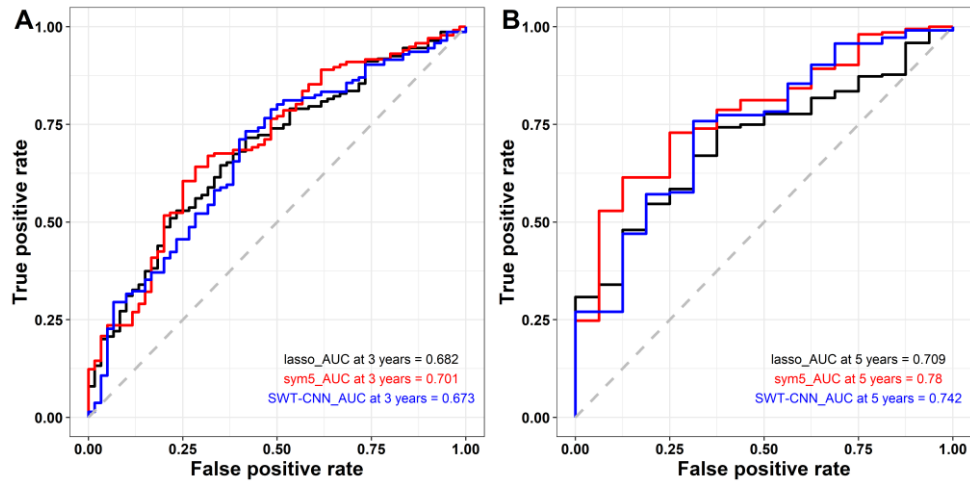 A
1.00
0.75
0.50
0.25
0.00
True positive rate
lasso_AUC at 3 years = 0.682
sym5_AUC at 3 years = 0.701
SWT-CNN_AUC at 3 years = 0.673
0.00 0.25 0.50 0.75 1.00
False positive rate
B
1.00
0.75
0.50
0.25
0.00
True positive rate
lasso_AUC at 5 years = 0.709
sym5_AUC at 5 years = 0.78
SWT-CNN_AUC at 5 years = 0.742
0.00 0.25 0.50 0.75 1.00
False positive rate